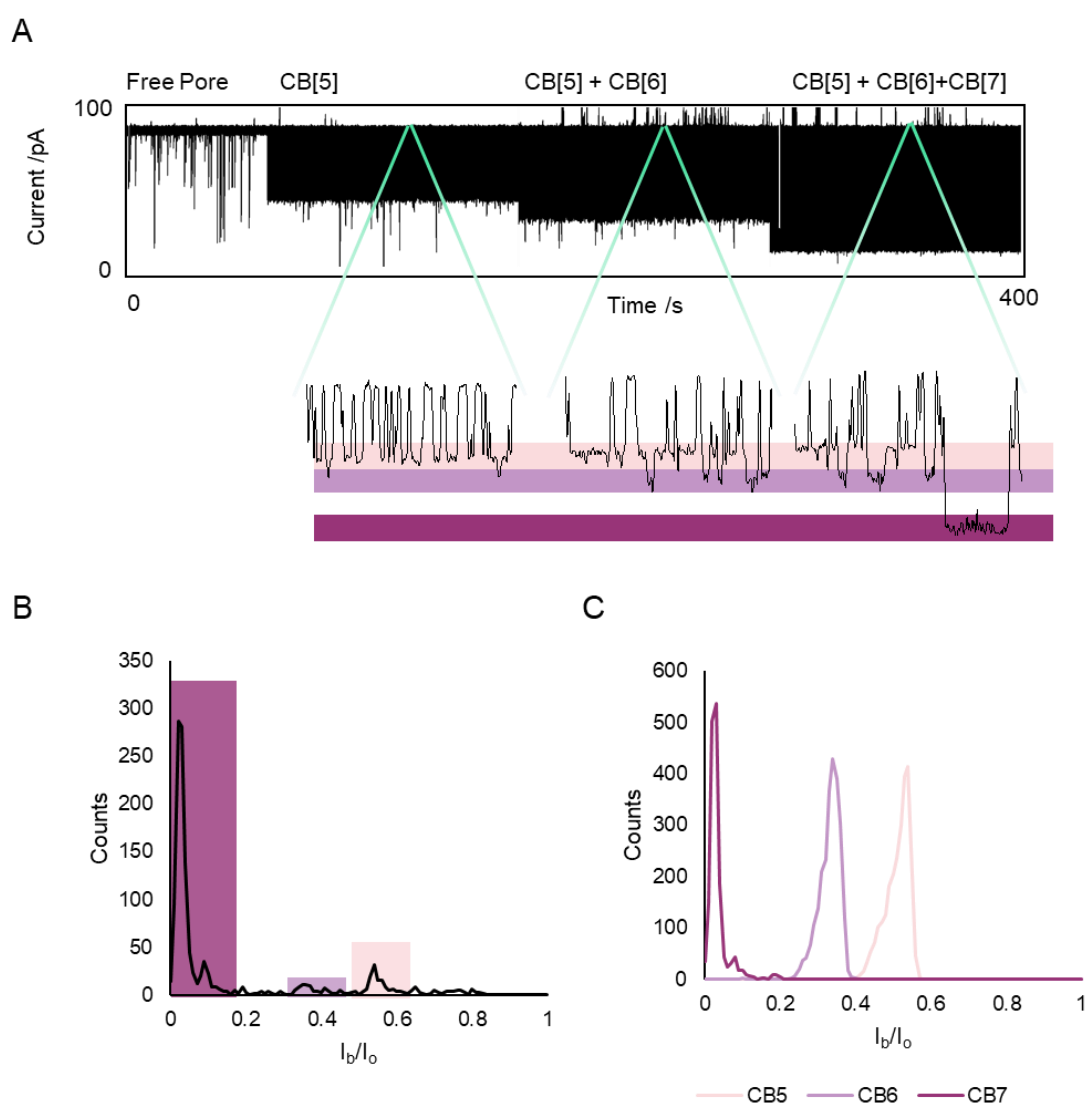 A
Free Pore CB[5] CB[5] + CB[6] CB[5] + CB[6]+CB[7]
100
Current /pA
0
0 Time /s 400
B
350
300
250
200
150
100
50
0
Counts
0 0.2 0.4 0.6 0.8 1
Ib/Io
C
600
500
400
300
200
100
0
Counts
0 0.2 0.4 0.6 0.8 1
Ib/Io
CB5 CB6 CB7